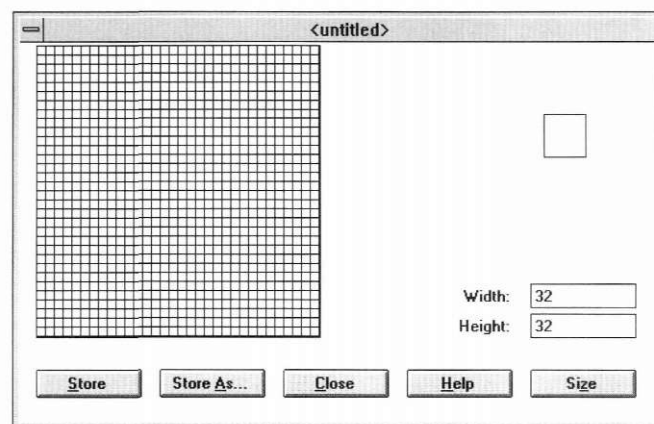 <untitled>
Width: 32
Height: 32
Store Store As... Close Help Size